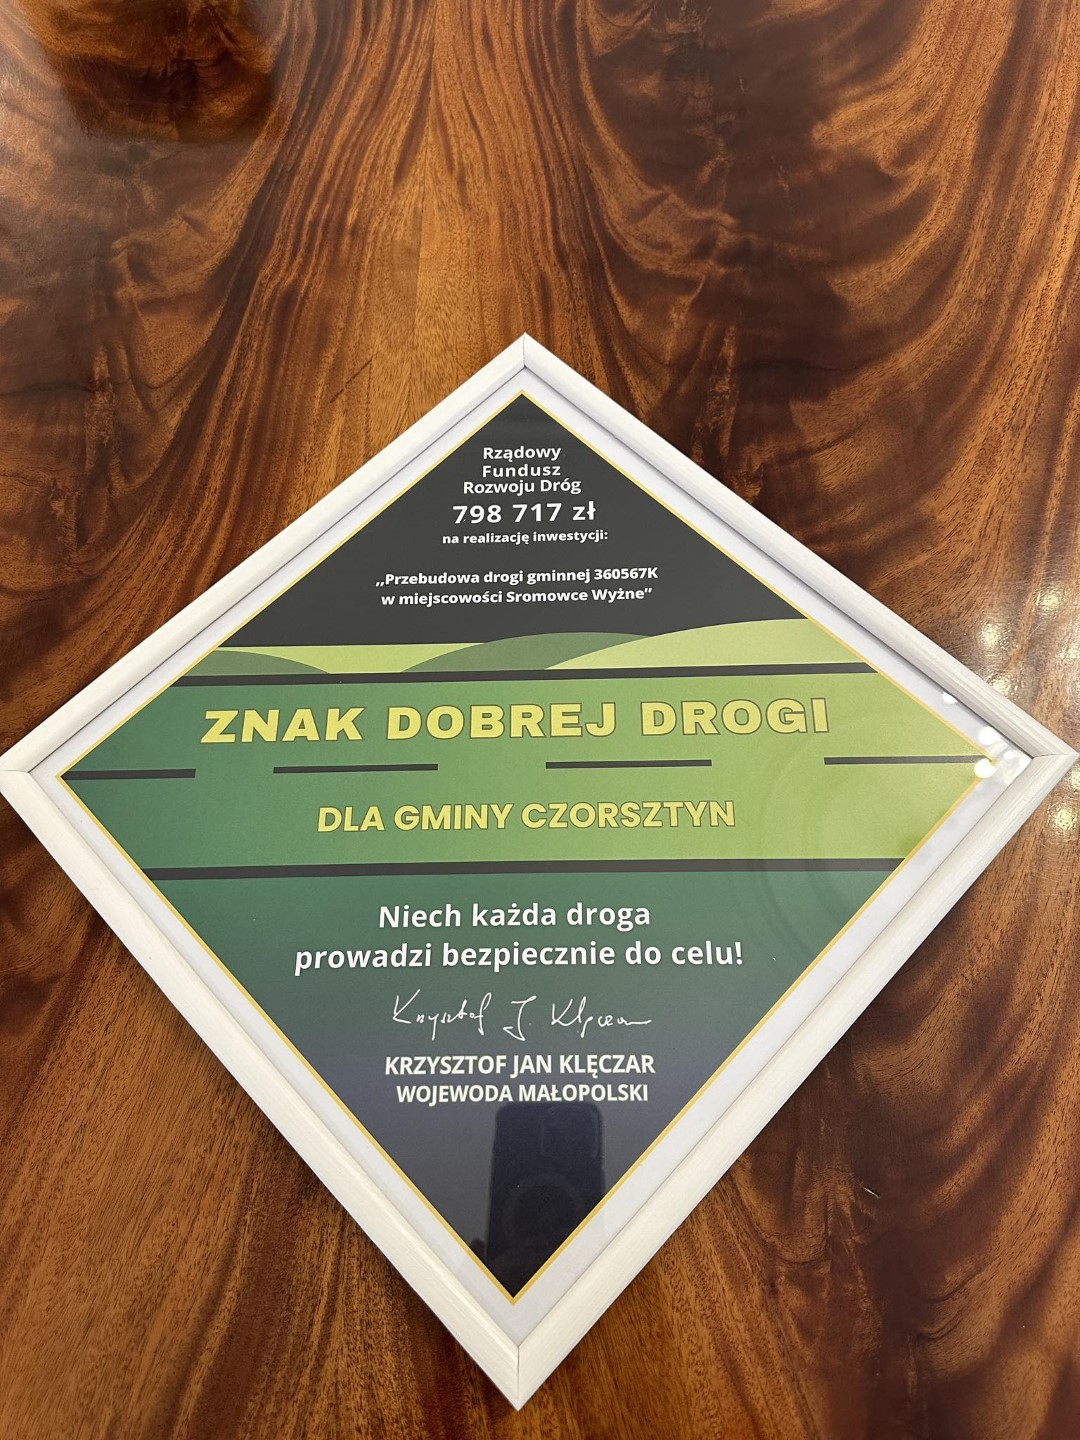 Rządowy
Fundusz
Rozwoju Dróg
798 717 zł
na realizację inwestycji:
„Przebudowa drogi gminnej 360567K
w miejscowości Sromowce Wyżne”
ZNAK DOBREJ DROGI
DLA GMINY CZORSZTYN
Niech każda droga
prowadzi bezpiecznie do celu!
Krzysztof J. Klęczar
KRZYSZTOF JAN KLĘCZAR
WOJEWODA MAŁOPOLSKI